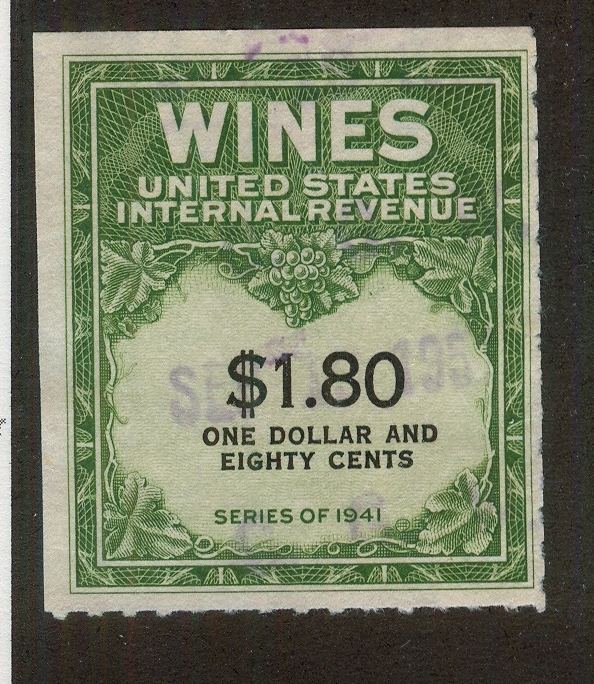 WINES
UNITED STATES
INTERNAL REVENUE
$1.80
ONE DOLLAR AND
EIGHTY CENTS
SERIES OF 1941